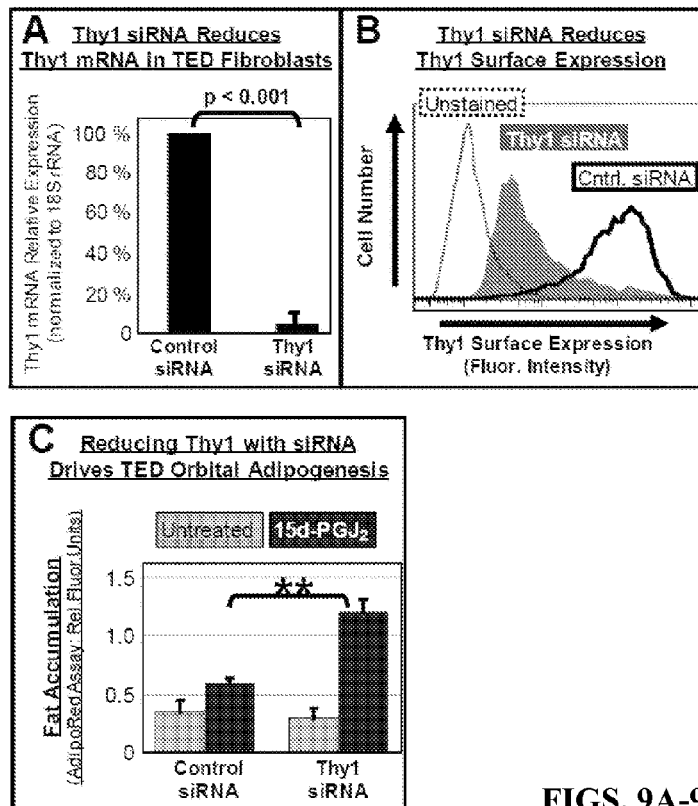 A Thy1 siRNA Reduces
Thy1 mRNA in TED Fibroblasts
p < 0.001
Thy1 mRNA Relative Expression
(normalized to 18S rRNA)
100 %
80 %
60 %
40 %
20 %
0
Control
siRNA
Thy1
siRNA
B Thy1 siRNA Reduces
Thy1 Surface Expression
Unstained
Thy1 siRNA
Cntrl. siRNA
Cell Number
Thy1 Surface Expression
(Fluor. Intensity)
C Reducing Thy1 with siRNA
Drives TED Orbital Adipogenesis
Untreated
15d-PGJ₂
Fat Accumulation
(AdipoRed Assay: Rel Fluor Units)
1.5
1.0
0.5
0
**
Control
siRNA
Thy1
siRNA
FIGS. 9A-9